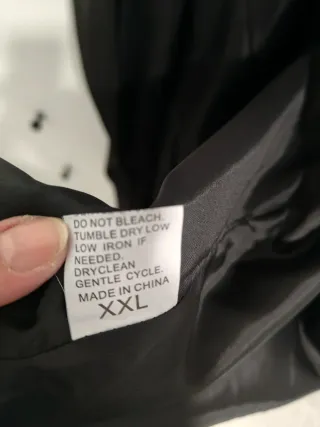 DO NOT BLEACH.
TUMBLE DRY LOW
LOW IRON IF
NEEDED.
DRYCLEAN
GENTLE CYCLE.
MADE IN CHINA
XXL